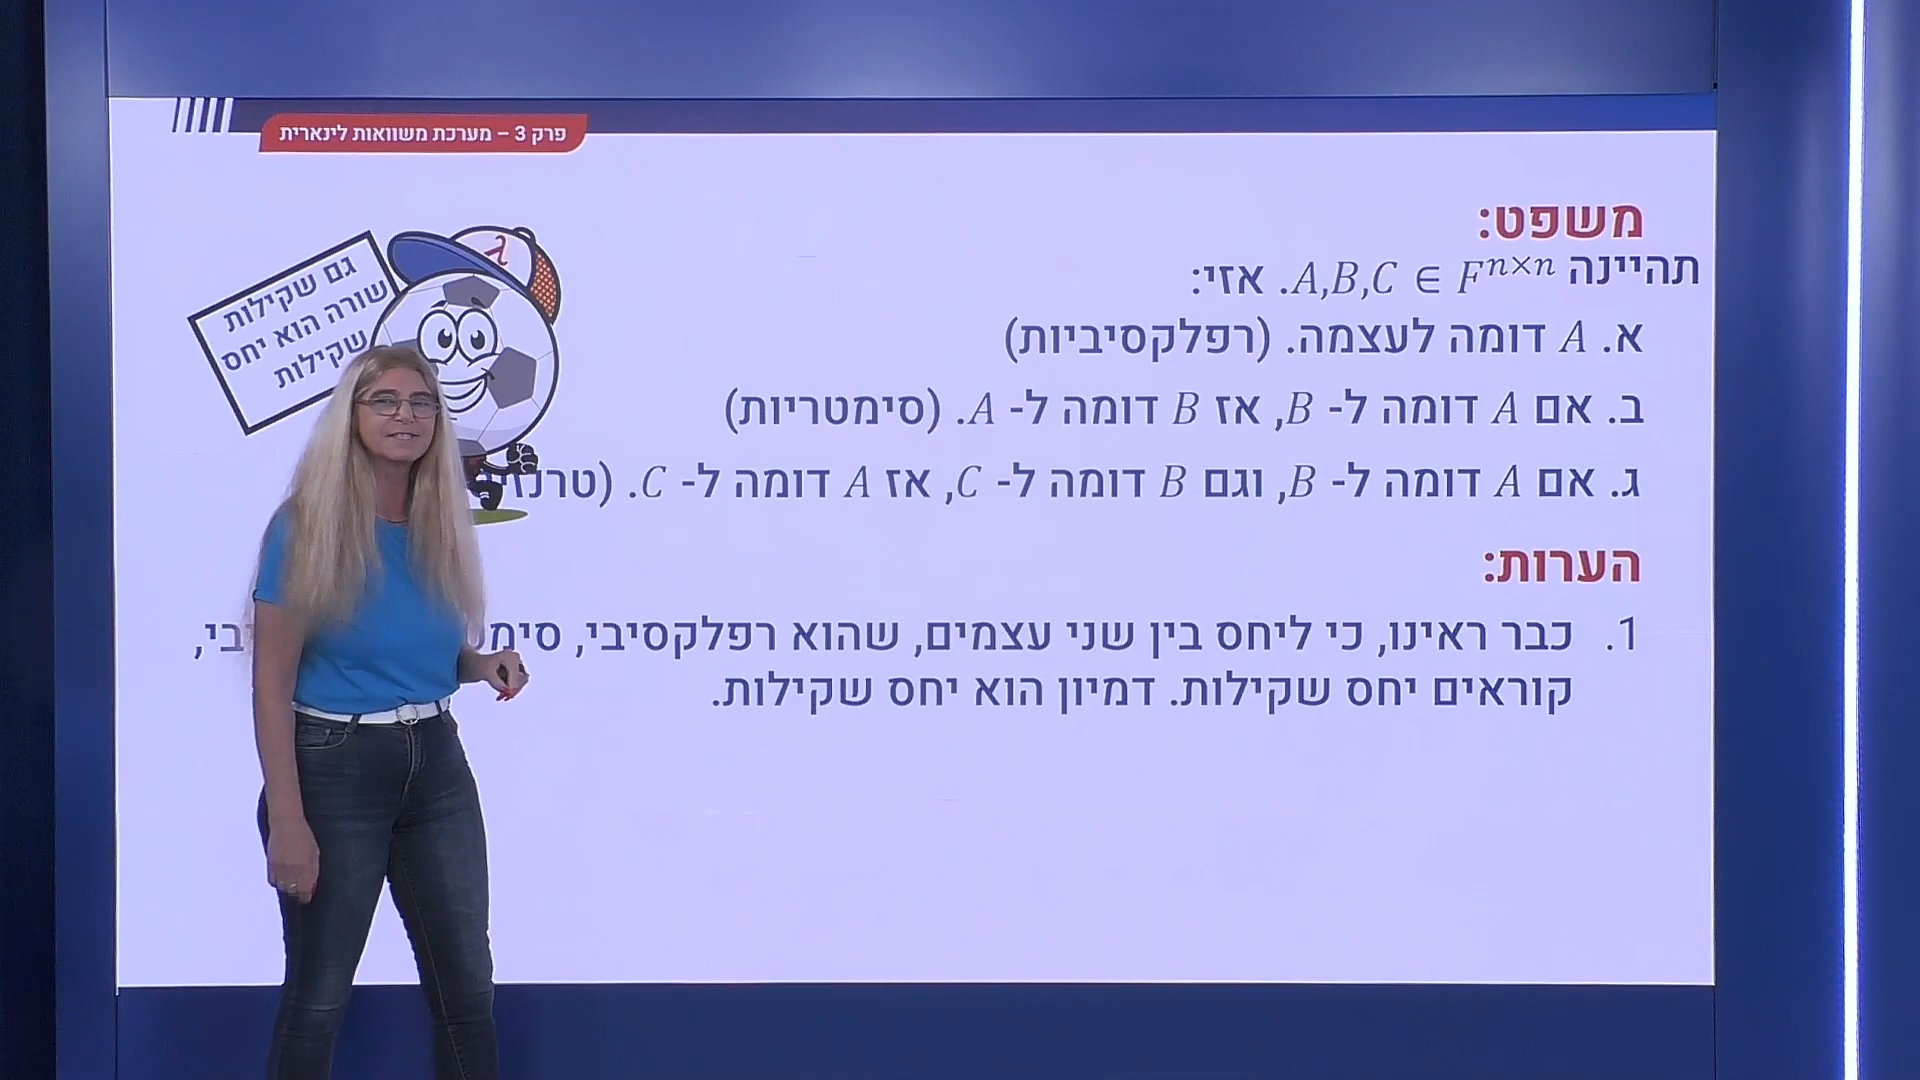 פרק 3 – מערכת משוואות לינארית
משפט:
תהיינה A,B,C ∈ F^{n×n}. אזי:
א. A דומה לעצמה. (רפלקסיביות)
ב. אם A דומה ל- B, אז B דומה ל- A. (סימטריות)
ג. אם A דומה ל- B, וגם B דומה ל- C, אז A דומה ל- C.
הערות:
1. כבר ראינו, כי ליחס בין שני עצמים, שהוא רפלקסיבי,
קוראים יחס שקילות. דמיון הוא יחס שקילות.
גם שקילות
שורה הוא יחס
שקילות
λ